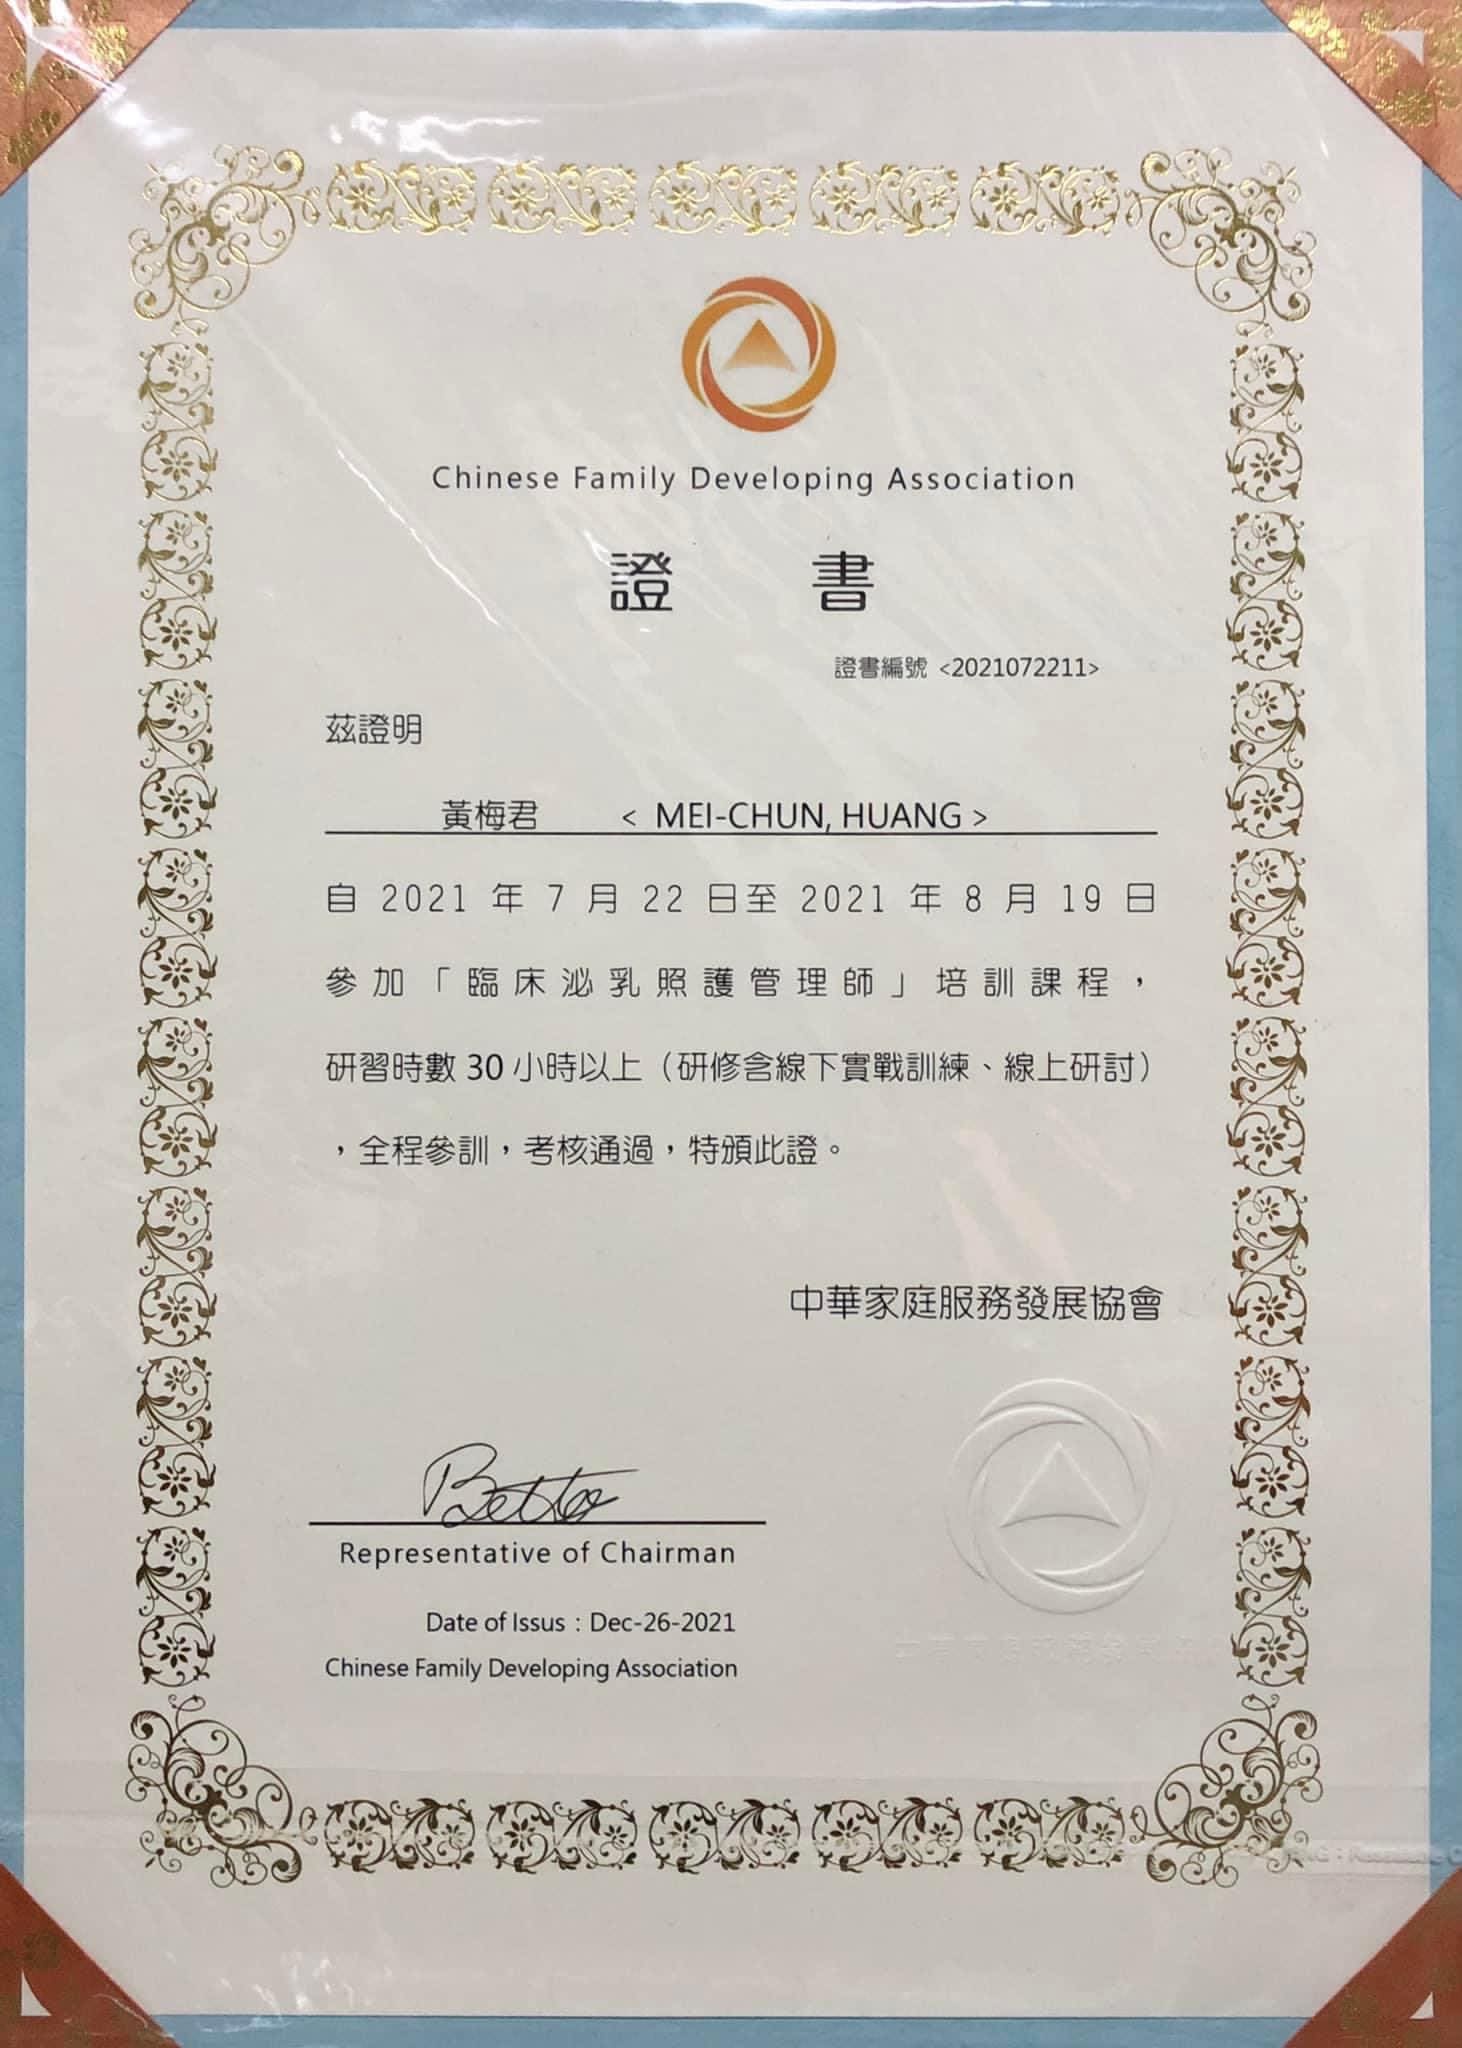 Chinese Family Developing Association
證 書
證書編號 <2021072211>
茲證明
黃梅君 < MEI-CHUN, HUANG >
自 2021 年 7 月 22 日至 2021 年 8 月 19 日
參加「臨床泌乳照護管理師」培訓課程，
研習時數 30 小時以上（研修含線下實戰訓練、線上研討）
，全程參訓，考核通過，特頒此證。
中華家庭服務發展協會
Representative of Chairman
Date of Issus：Dec-26-2021
Chinese Family Developing Association